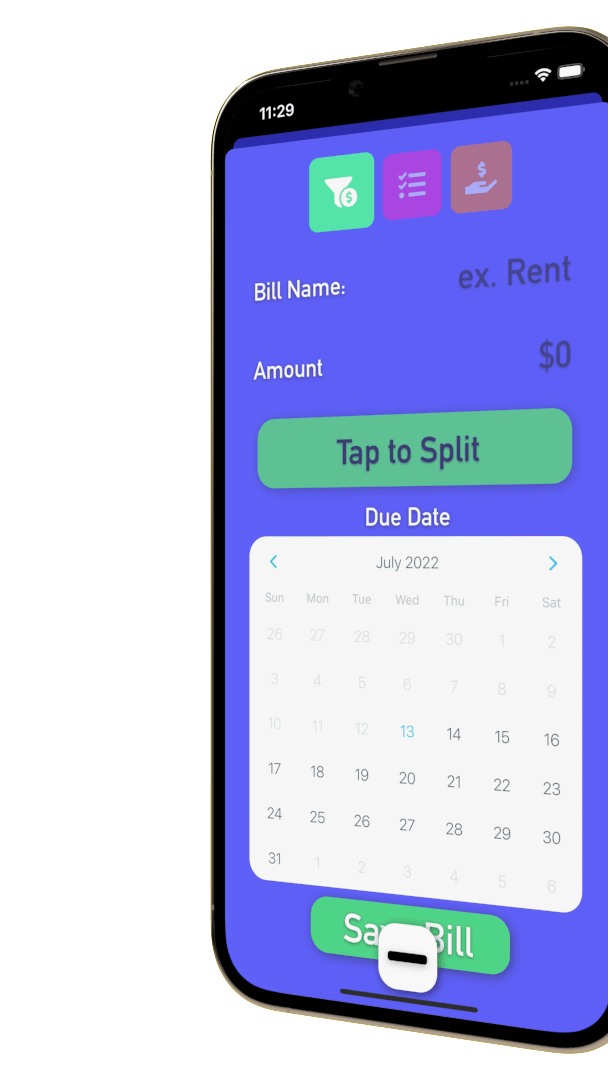 11:29
Bill Name: ex. Rent
Amount $0
Tap to Split
Due Date
July 2022
Sun Mon Tue Wed Thu Fri Sat
26 27 28 29 30 1 2
3 4 5 6 7 8 9
10 11 12 13 14 15 16
17 18 19 20 21 22 23
24 25 26 27 28 29 30
31 1 2 3 4 5 6
Bill